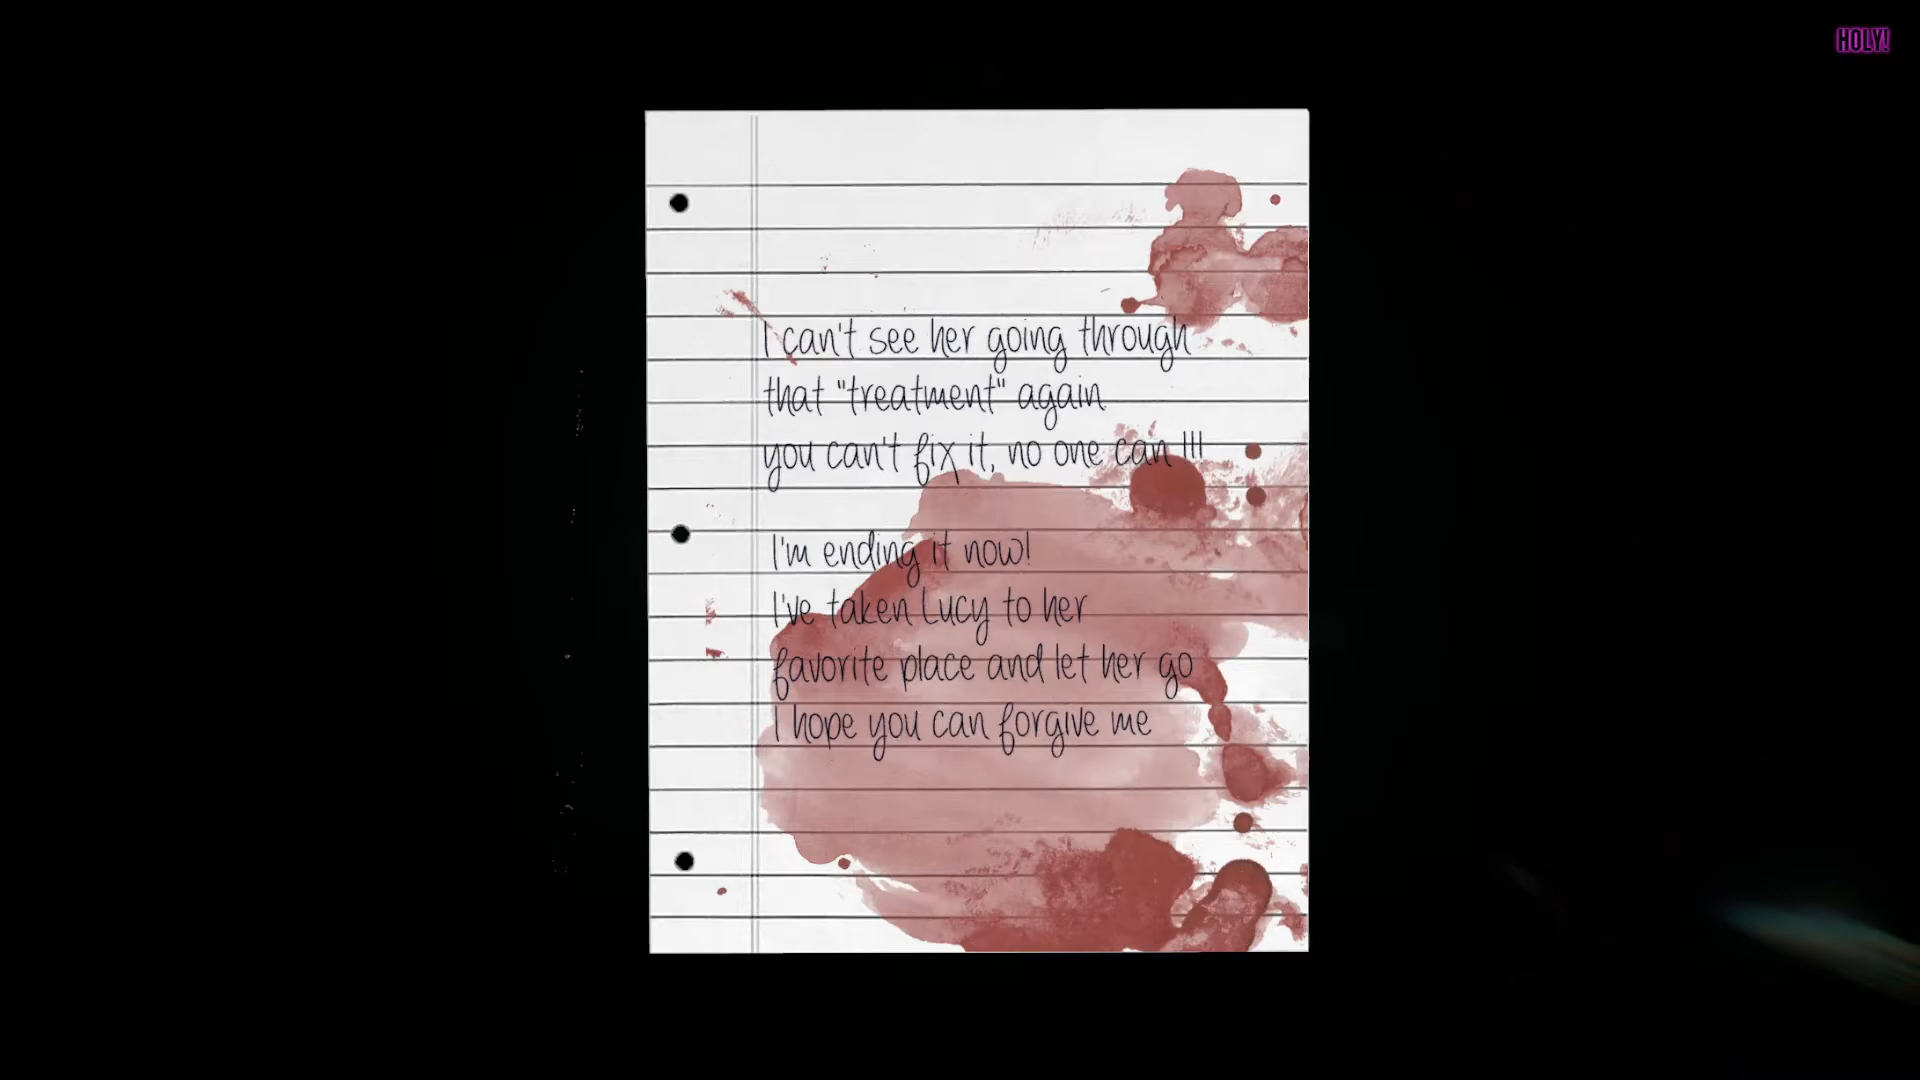 HOLY!
I can't see her going through
that "treatment" again
you can't fix it, no one can !!!
I'm ending it now!
I've taken Lucy to her
favorite place and let her go
I hope you can forgive me